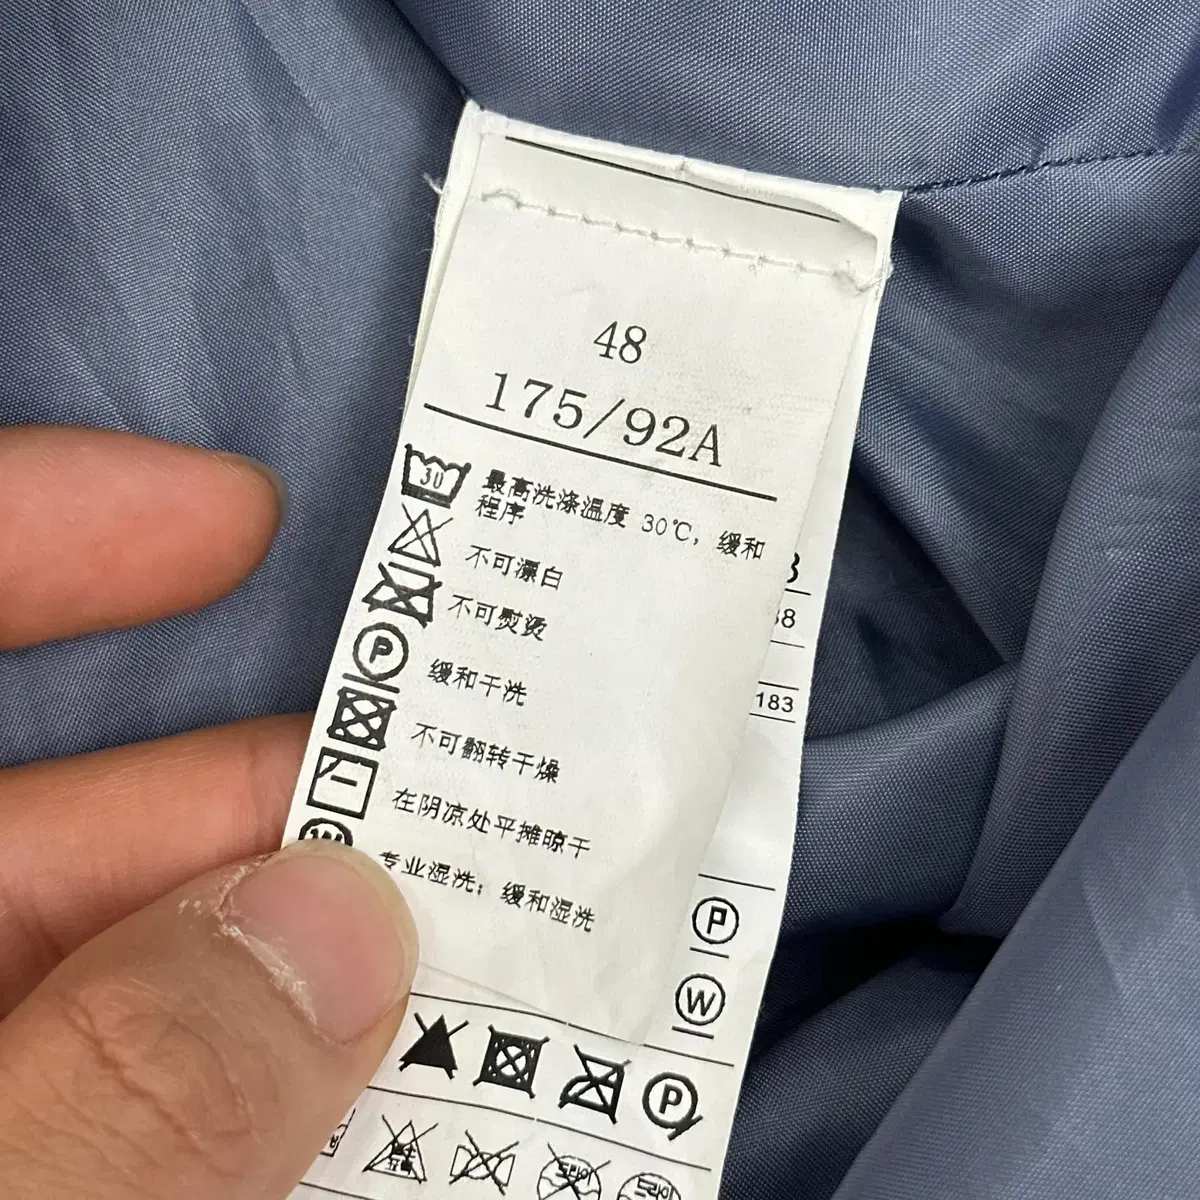 48
175/92A
30
最高洗涤温度 30℃, 缓和
程序
不可漂白
不可熨烫
P
缓和干洗
不可翻转干燥
在阴凉处平摊晾干
专业湿洗; 缓和湿洗
183
P
W
P